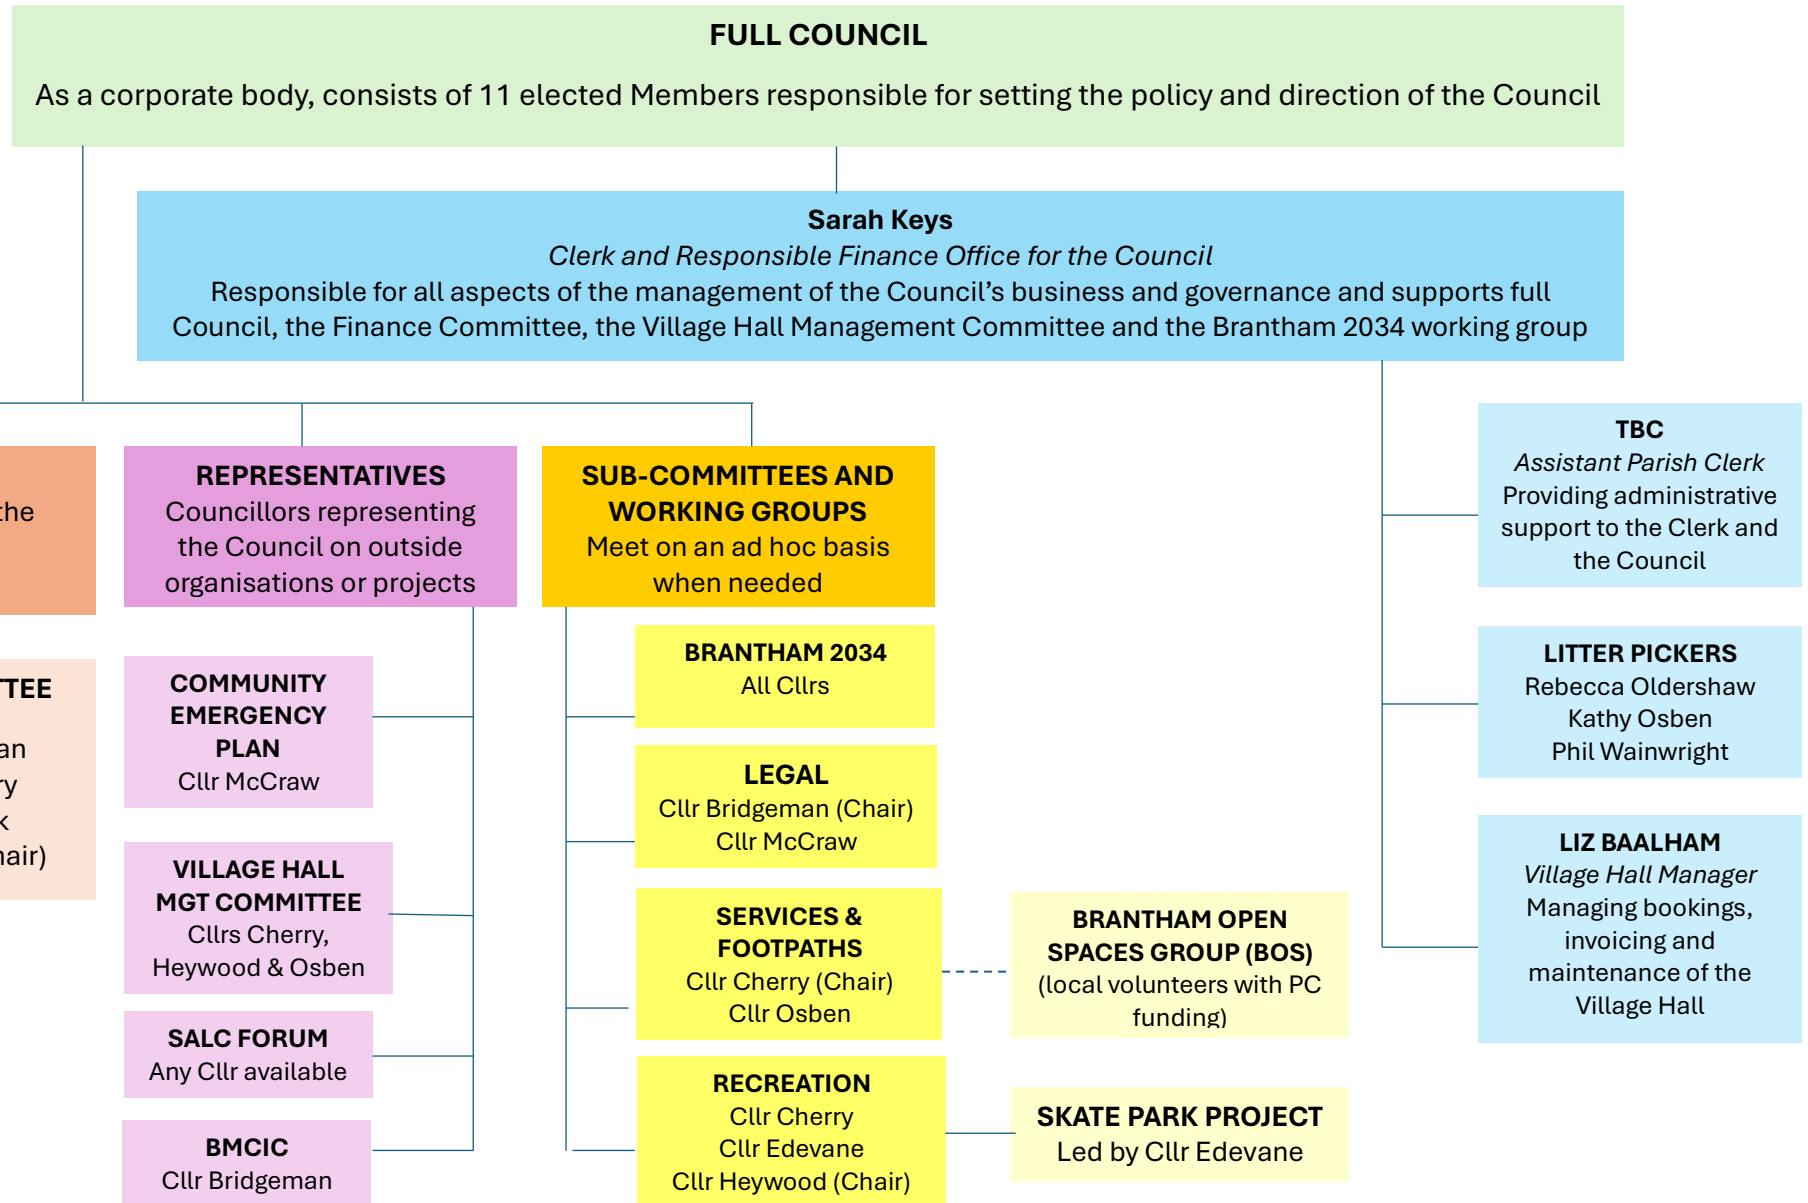 FULL COUNCIL
As a corporate body, consists of 11 elected Members responsible for setting the policy and direction of the Council
Sarah Keys
Clerk and Responsible Finance Office for the Council
Responsible for all aspects of the management of the Council's business and governance and supports full
Council, the Finance Committee, the Village Hall Management Committee and the Brantham 2034 working group
the
REPRESENTATIVES
Councillors representing
the Council on outside
organisations or projects
SUB-COMMITTEES AND
WORKING GROUPS
Meet on an ad hoc basis
when needed
TBC
Assistant Parish Clerk
Providing administrative
support to the Clerk and
the Council
COMMUNITY
EMERGENCY
PLAN
Cllr McCraw
VILLAGE HALL
MGT COMMITTEE
Cllrs Cherry,
Heywood & Osben
SALC FORUM
Any Cllr available
BMCIC
Cllr Bridgeman
BRANTHAM 2034
All Cllrs
LEGAL
Cllr Bridgeman (Chair)
Cllr McCraw
SERVICES &
FOOTPATHS
Cllr Cherry (Chair)
Cllr Osben
RECREATION
Cllr Cherry
Cllr Edevane
Cllr Heywood (Chair)
BRANTHAM OPEN
SPACES GROUP (BOS)
(local volunteers with PC
funding)
SKATE PARK PROJECT
Led by Cllr Edevane
LITTER PICKERS
Rebecca Oldershaw
Kathy Osben
Phil Wainwright
LIZ BAALHAM
Village Hall Manager
Managing bookings,
invoicing and
maintenance of the
Village Hall